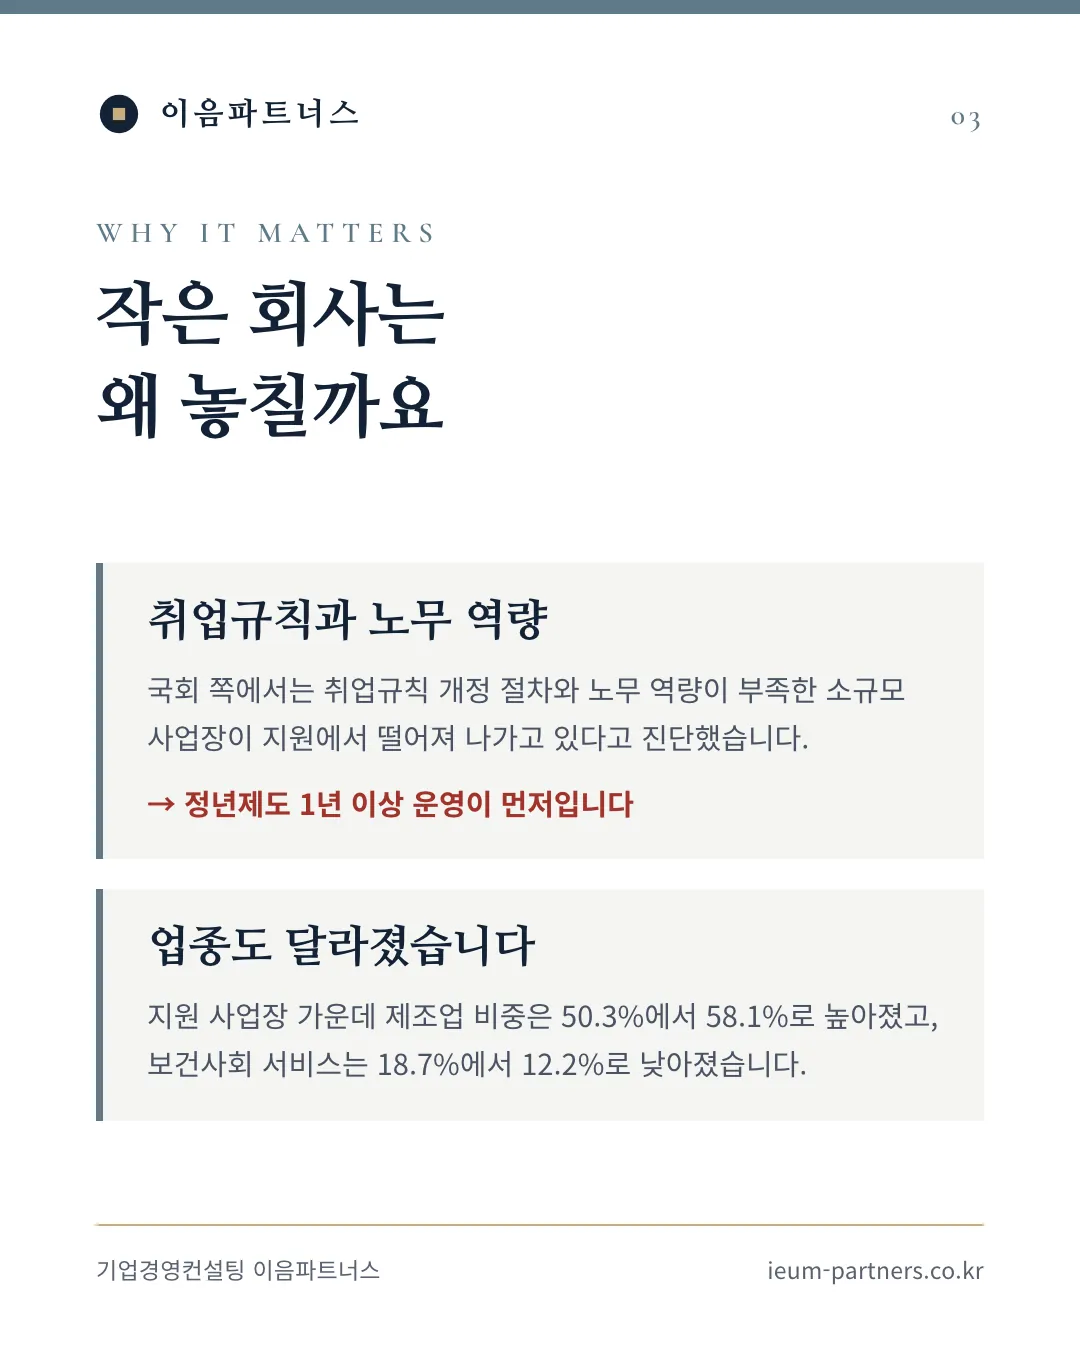 이음파트너스
03
WHY IT MATTERS
작은 회사는
왜 놓칠까요
취업규칙과 노무 역량
국회 쪽에서는 취업규칙 개정 절차와 노무 역량이 부족한 소규모
사업장이 지원에서 떨어져 나가고 있다고 진단했습니다.
→ 정년제도 1년 이상 운영이 먼저입니다
업종도 달라졌습니다
지원 사업장 가운데 제조업 비중은 50.3%에서 58.1%로 높아졌고,
보건사회 서비스는 18.7%에서 12.2%로 낮아졌습니다.
기업경영컨설팅 이음파트너스
ieum-partners.co.kr